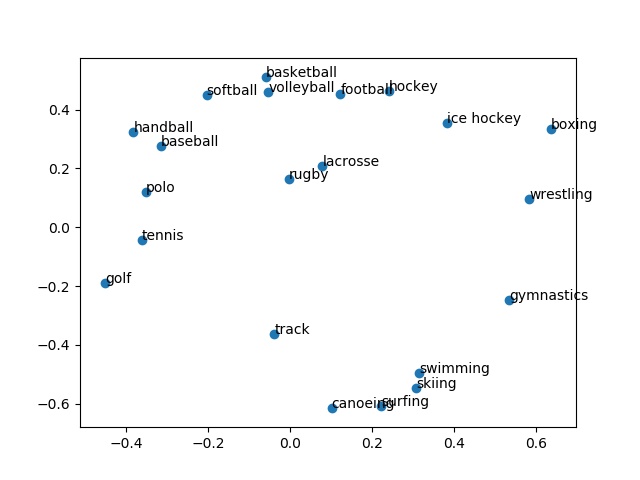 basketball
volleyball
softball
football
hockey
ice hockey
boxing
handball
baseball
lacrosse
rugby
polo
wrestling
tennis
golf
gymnastics
track
swimming
skiing
canoeing
surfing
0.4
0.2
0.0
−0.2
−0.4
−0.6
−0.4
−0.2
0.0
0.2
0.4
0.6